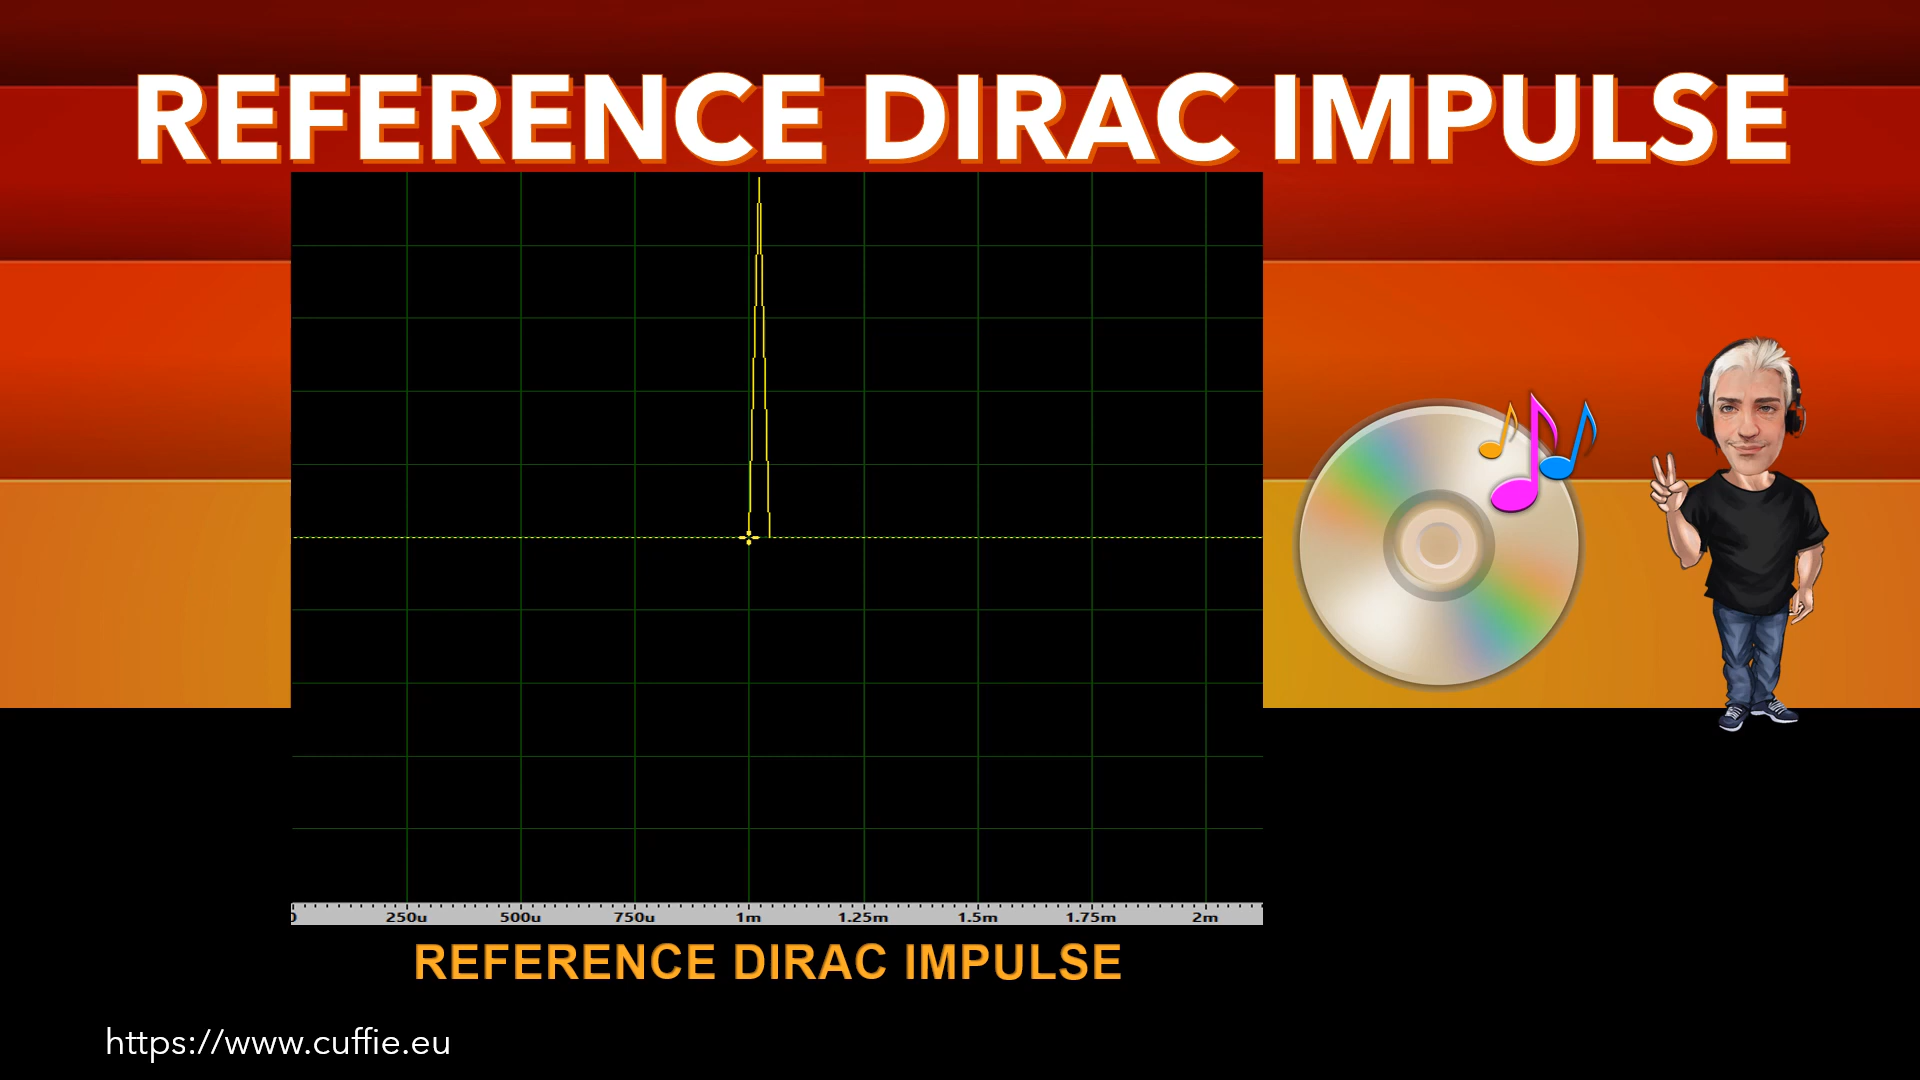 REFERENCE DIRAC IMPULSE
0 250u 500u 750u 1m 1.25m 1.5m 1.75m 2m
REFERENCE DIRAC IMPULSE
https://www.cuffie.eu